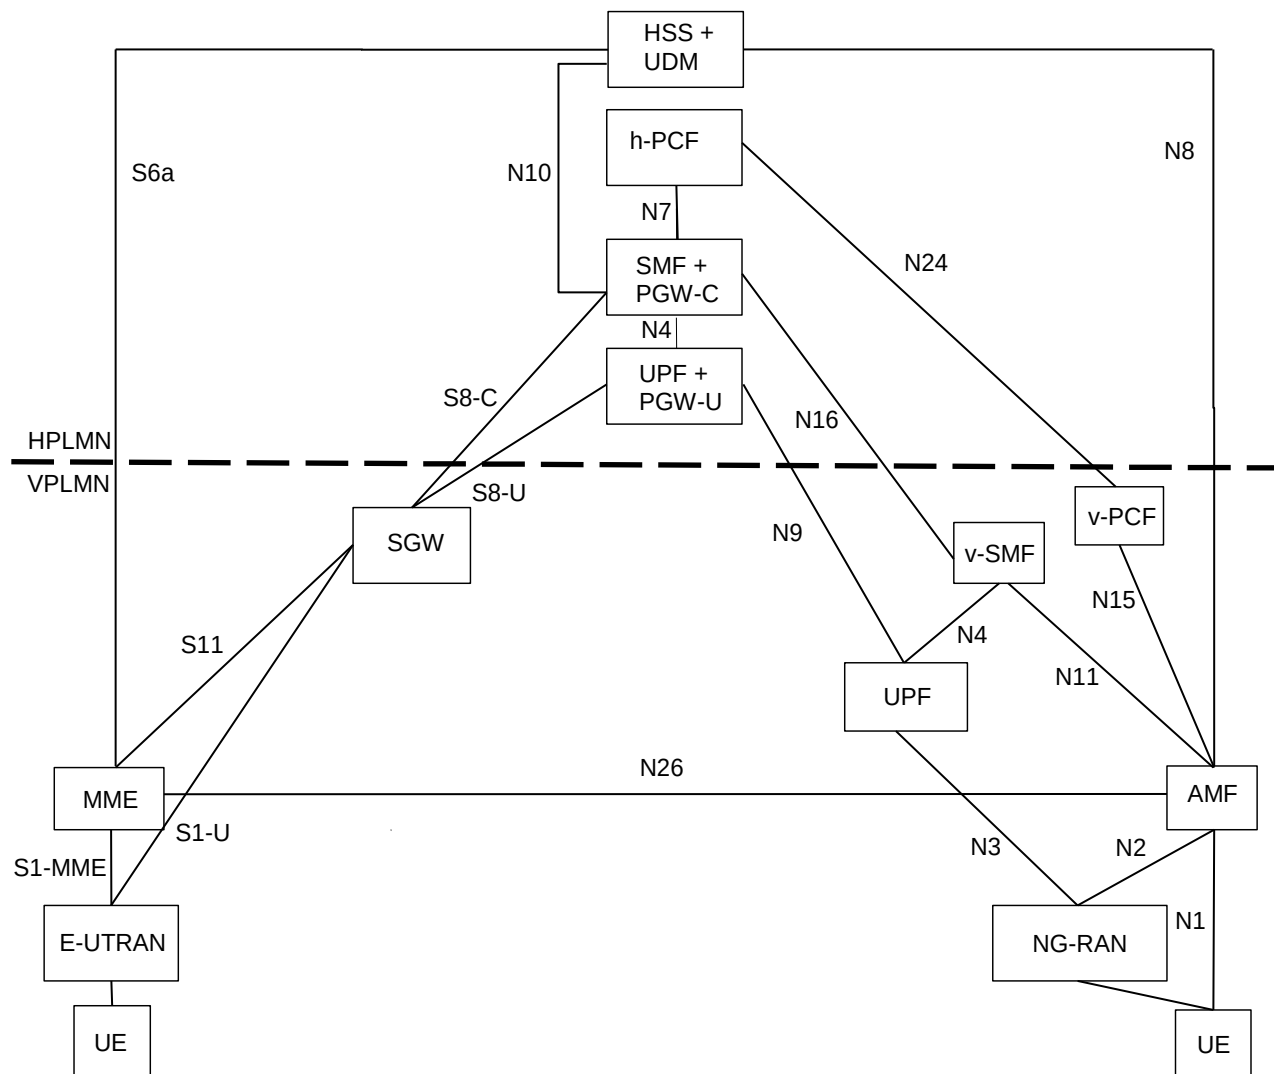 HSS +
UDM
h-PCF
N8
S6a
N10
N7
N24
SMF +
PGW-C
N4
UPF +
PGW-U
S8-C
N16
HPLMN
VPLMN
S8-U
v-PCF
SGW
N9
v-SMF
N15
S11
N4
N11
UPF
N26
MME
AMF
S1-U
S1-MME
N3
N2
N1
E-UTRAN
NG-RAN
UE
UE